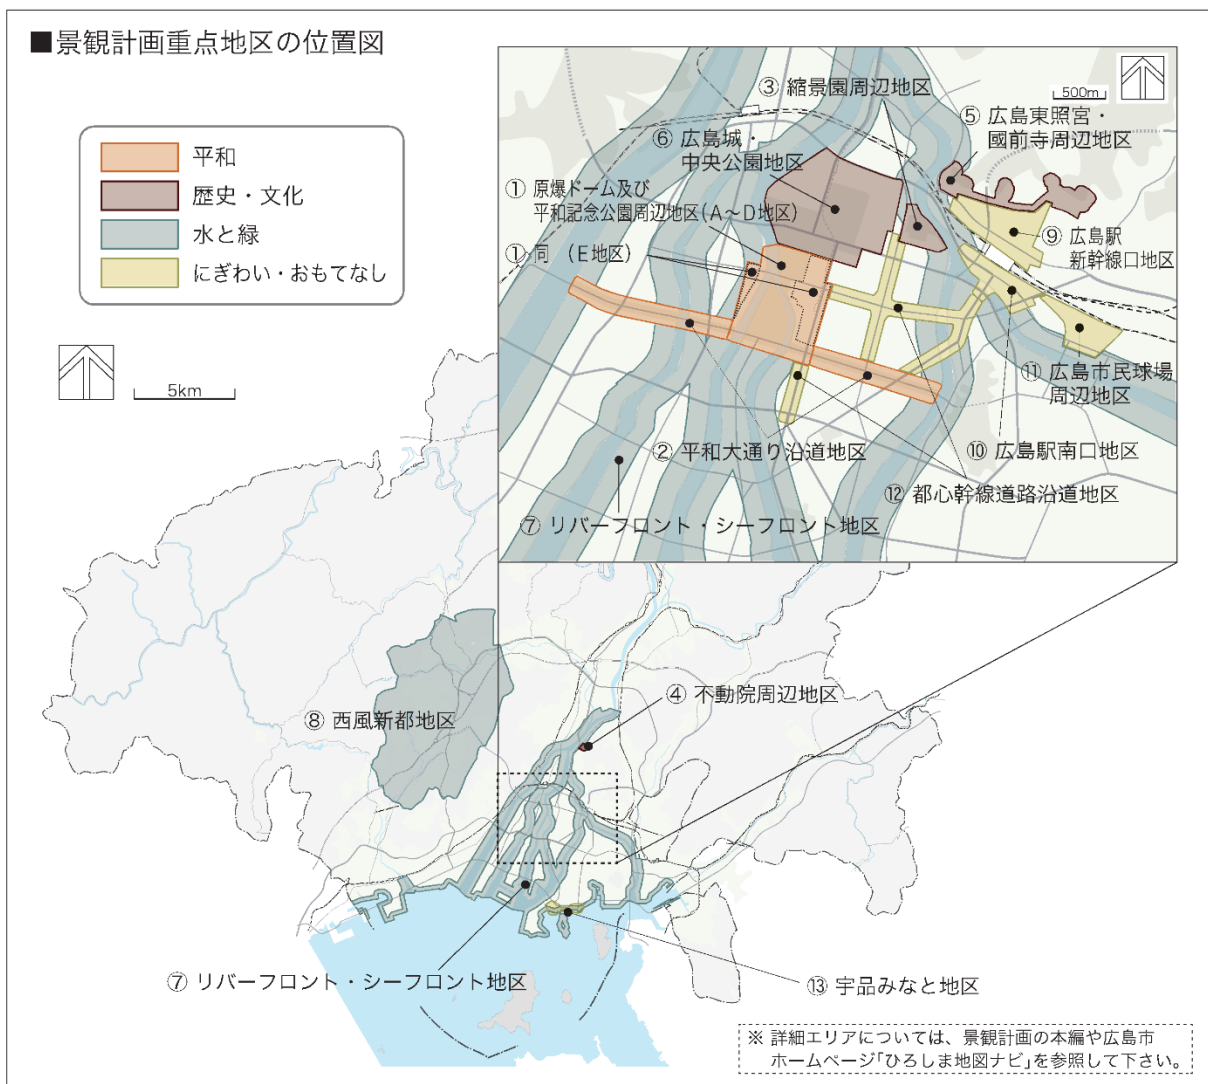 ■景観計画重点地区の位置図
平和
歴史・文化
水と緑
にぎわい・おもてなし
5km
500m
③ 縮景園周辺地区
⑤ 広島東照宮・
國前寺周辺地区
⑥ 広島城・
中央公園地区
① 原爆ドーム及び
平和記念公園周辺地区(A～D地区)
① 同 (E地区)
⑨ 広島駅
新幹線口地区
⑪ 広島市民球場
周辺地区
② 平和大通り沿道地区
⑩ 広島駅南口地区
⑫ 都心幹線道路沿道地区
⑦ リバーフロント・シーフロント地区
④ 不動院周辺地区
⑧ 西風新都地区
⑦ リバーフロント・シーフロント地区
⑬ 宇品みなと地区
※ 詳細エリアについては、景観計画の本編や広島市
ホームページ「ひろしま地図ナビ」を参照して下さい。